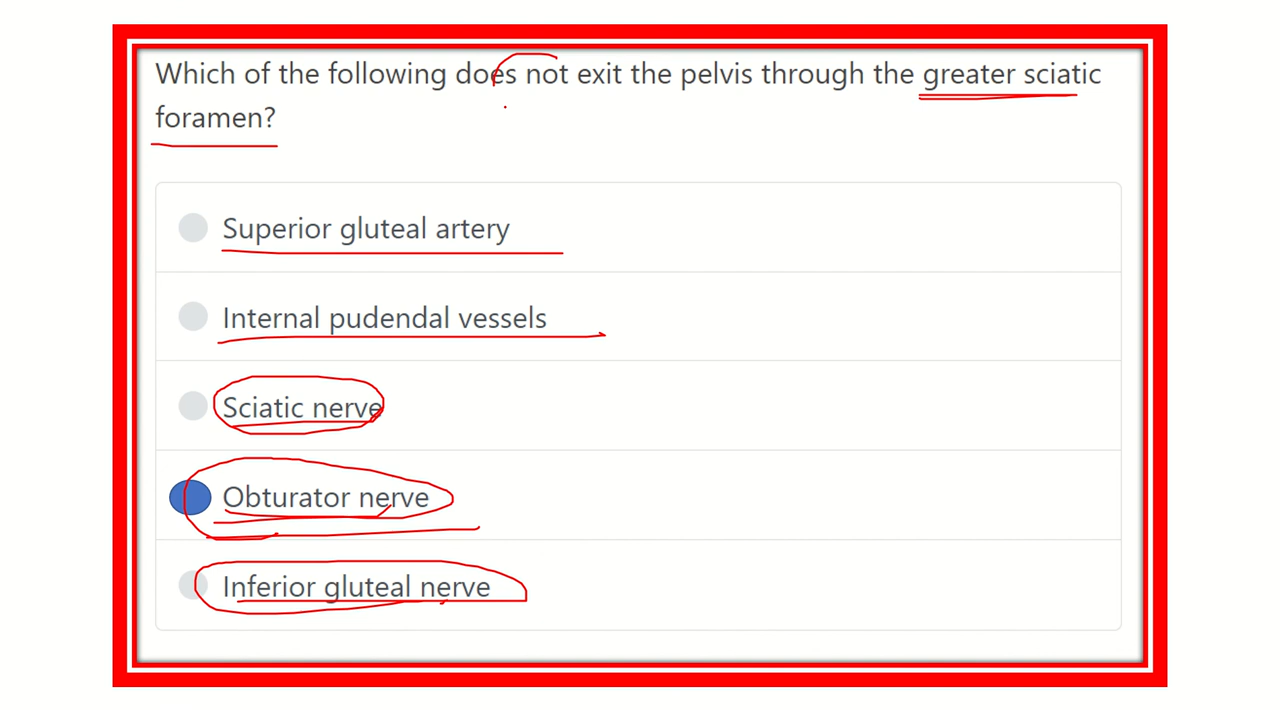 Which of the following does not exit the pelvis through the greater sciatic
foramen?
Superior gluteal artery
Internal pudendal vessels
Sciatic nerve
Obturator nerve
Inferior gluteal nerve